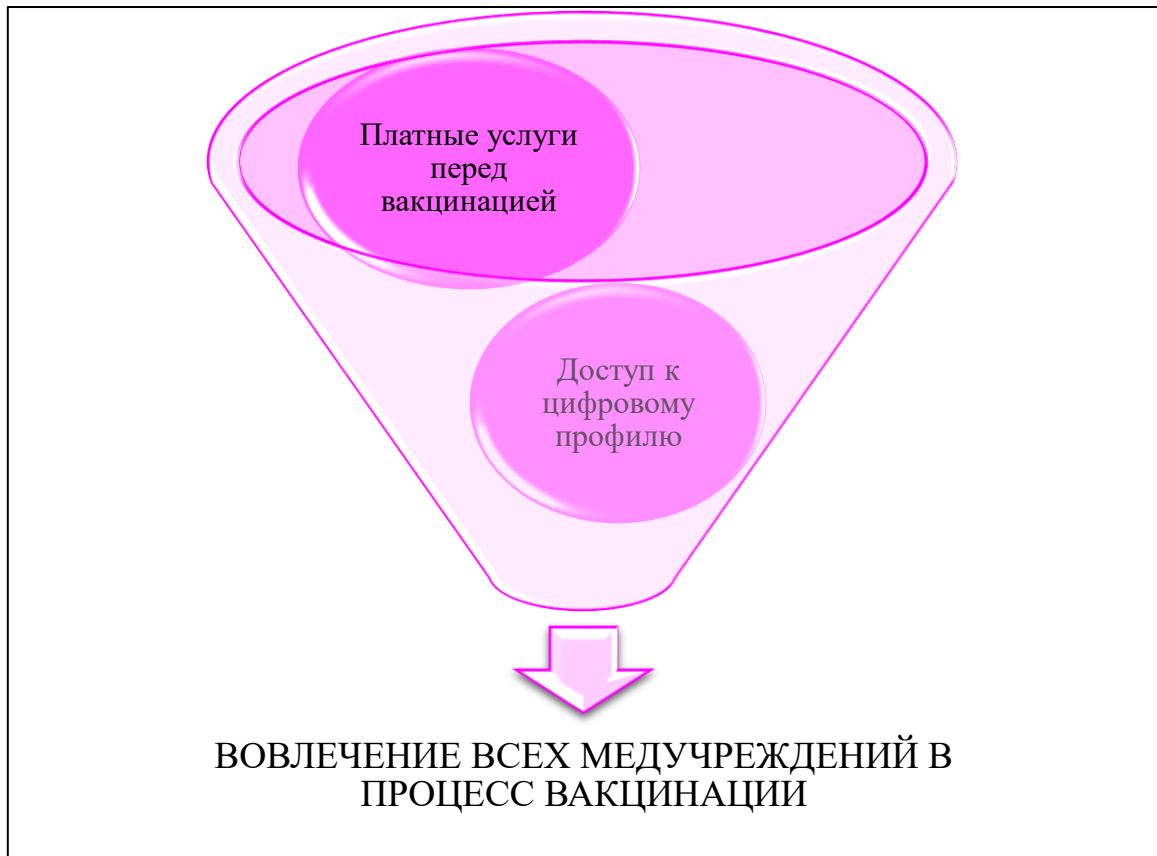 Платные услуги
перед
вакцинацией
Доступ к
цифровому
профилю
ВОВЛЕЧЕНИЕ ВСЕХ МЕДУЧРЕЖДЕНИЙ В
ПРОЦЕСС ВАКЦИНАЦИИ